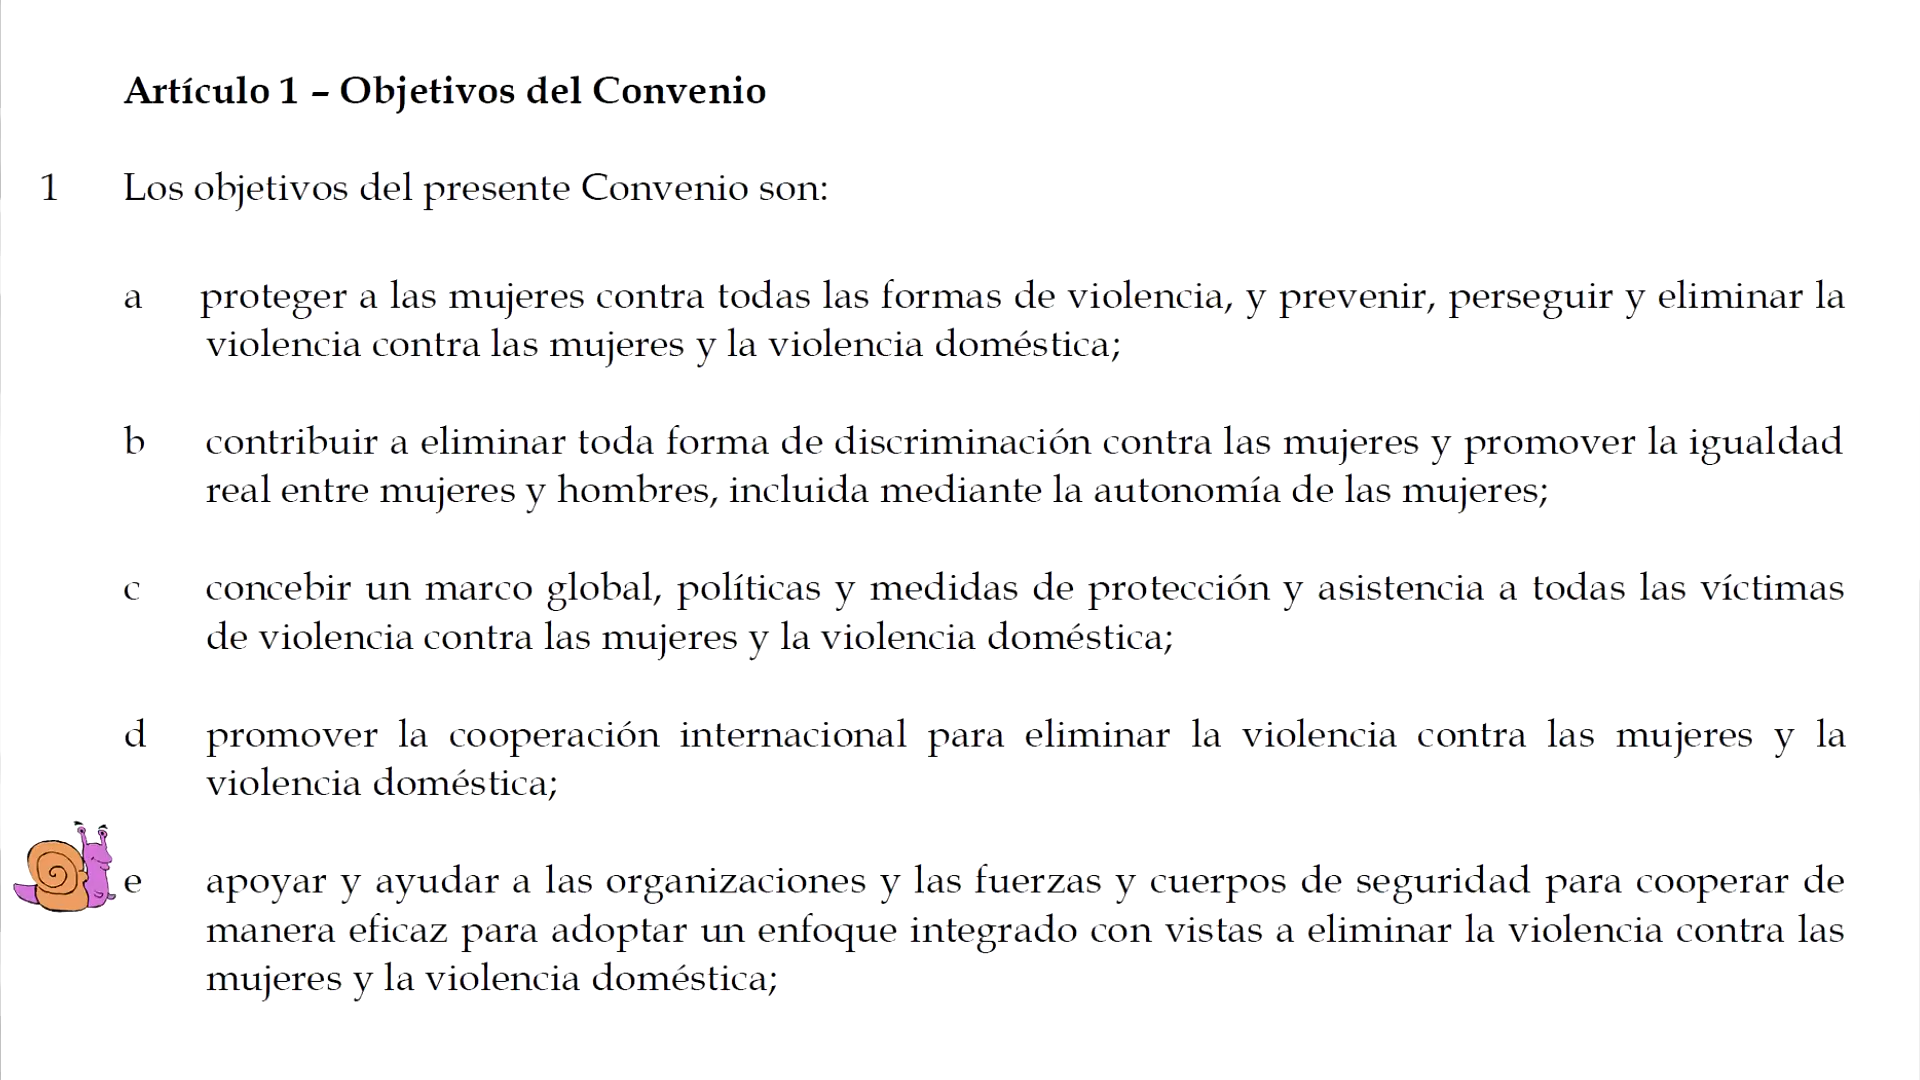 Artículo 1 – Objetivos del Convenio
1 Los objetivos del presente Convenio son:
a proteger a las mujeres contra todas las formas de violencia, y prevenir, perseguir y eliminar la
violencia contra las mujeres y la violencia doméstica;
b contribuir a eliminar toda forma de discriminación contra las mujeres y promover la igualdad
real entre mujeres y hombres, incluida mediante la autonomía de las mujeres;
c concebir un marco global, políticas y medidas de protección y asistencia a todas las víctimas
de violencia contra las mujeres y la violencia doméstica;
d promover la cooperación internacional para eliminar la violencia contra las mujeres y la
violencia doméstica;
e apoyar y ayudar a las organizaciones y las fuerzas y cuerpos de seguridad para cooperar de
manera eficaz para adoptar un enfoque integrado con vistas a eliminar la violencia contra las
mujeres y la violencia doméstica;